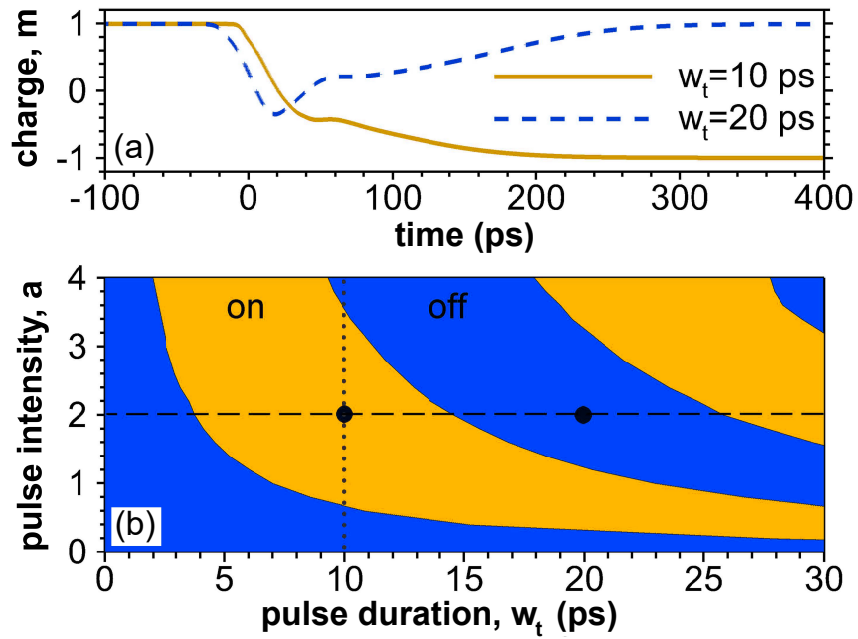 charge, m
1
0
-1
(a)
w_t=10 ps
w_t=20 ps
-100 0 100 200 300 400
time (ps)
pulse intensity, a
4
3
2
1
0
on off
(b)
0 5 10 15 20 25 30
pulse duration, w_t (ps)